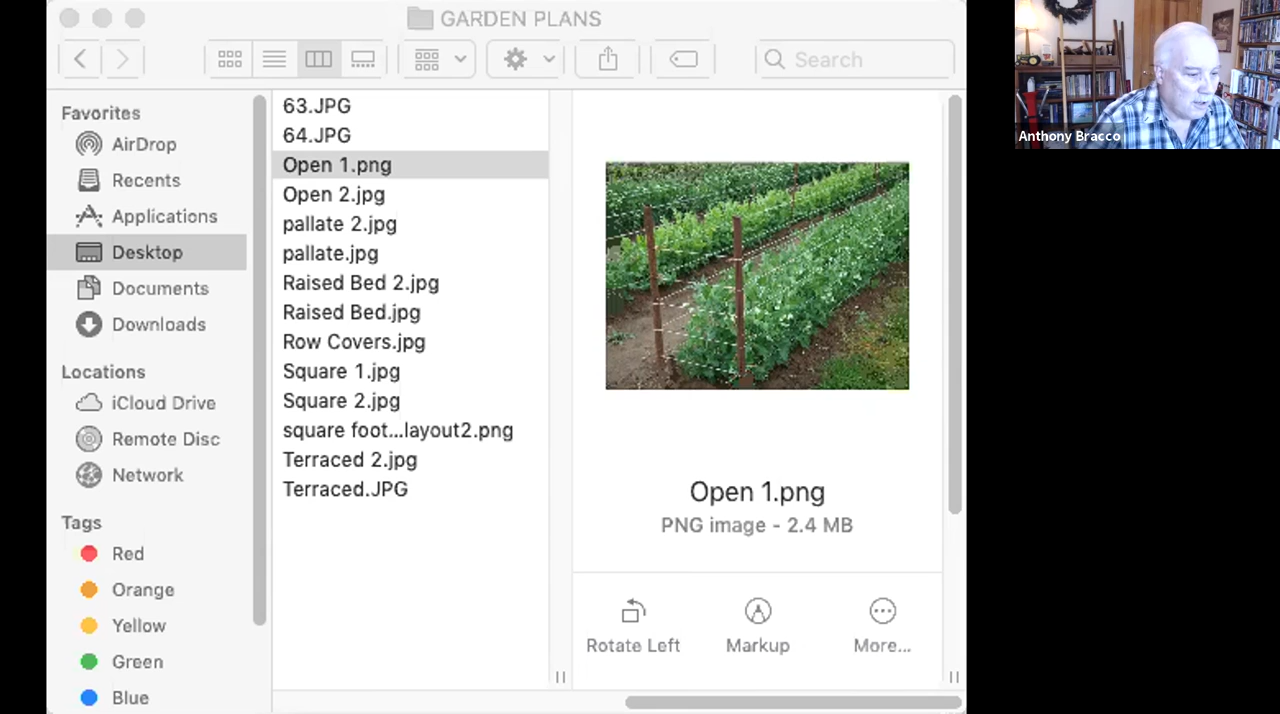 GARDEN PLANS
Search
Favorites
AirDrop
Recents
Applications
Desktop
Documents
Downloads
Locations
iCloud Drive
Remote Disc
Network
Tags
Red
Orange
Yellow
Green
Blue
63.JPG
64.JPG
Open 1.png
Open 2.jpg
pallate 2.jpg
pallate.jpg
Raised Bed 2.jpg
Raised Bed.jpg
Row Covers.jpg
Square 1.jpg
Square 2.jpg
square foot...layout2.png
Terraced 2.jpg
Terraced.JPG
Open 1.png
PNG image - 2.4 MB
Rotate Left
Markup
More...
Anthony Bracco